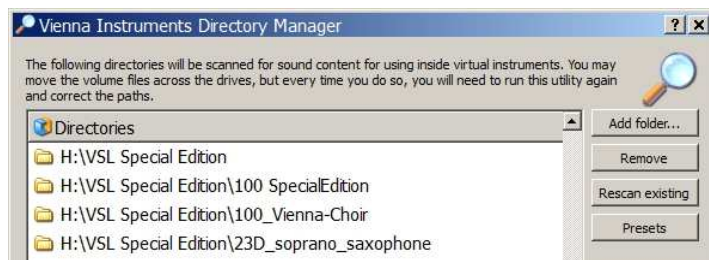 Vienna Instruments Directory Manager
The following directories will be scanned for sound content for using inside virtual instruments. You may
move the volume files across the drives, but every time you do so, you will need to run this utility again
and correct the paths.
Directories
Add folder...
H:\VSL Special Edition
Remove
H:\VSL Special Edition\100 SpecialEdition
Rescan existing
H:\VSL Special Edition\100_Vienna-Choir
Presets
H:\VSL Special Edition\23D_soprano_saxophone